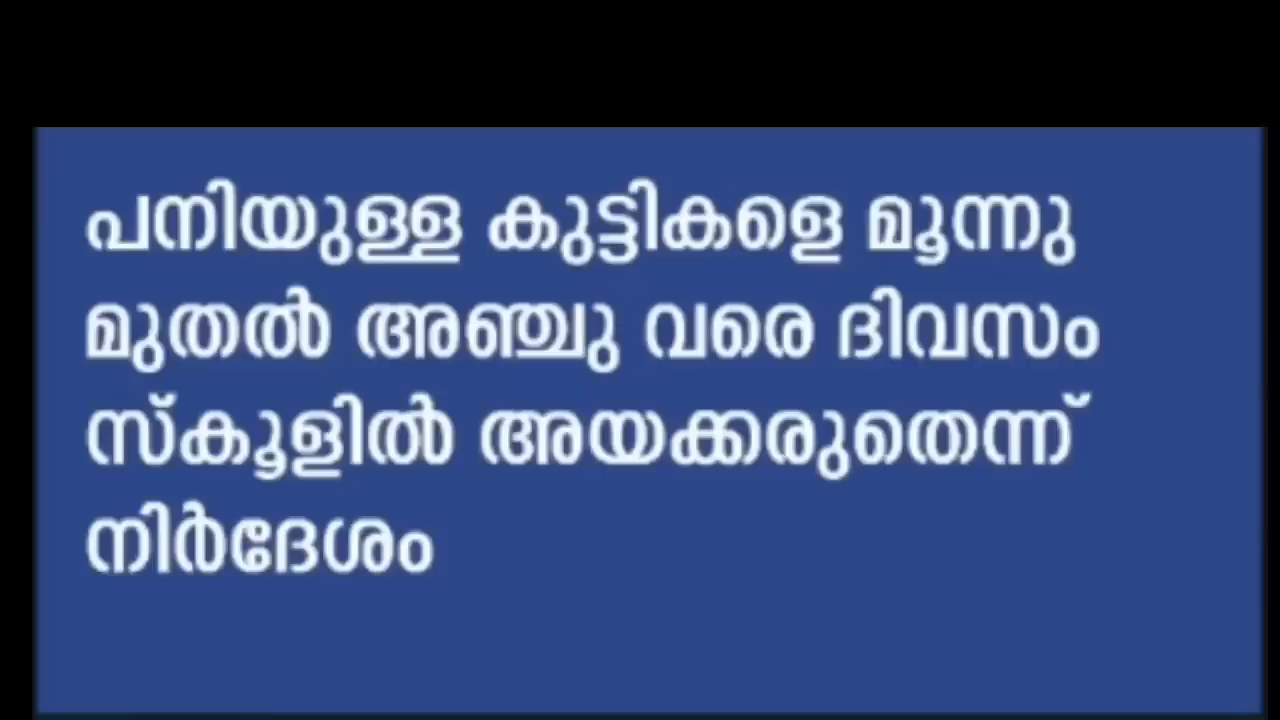 പനിയുള്ള കുട്ടികളെ മൂന്നു
മുതൽ അഞ്ചു വരെ ദിവസം
സ്കൂളിൽ അയക്കരുതെന്ന്
നിർദേശം